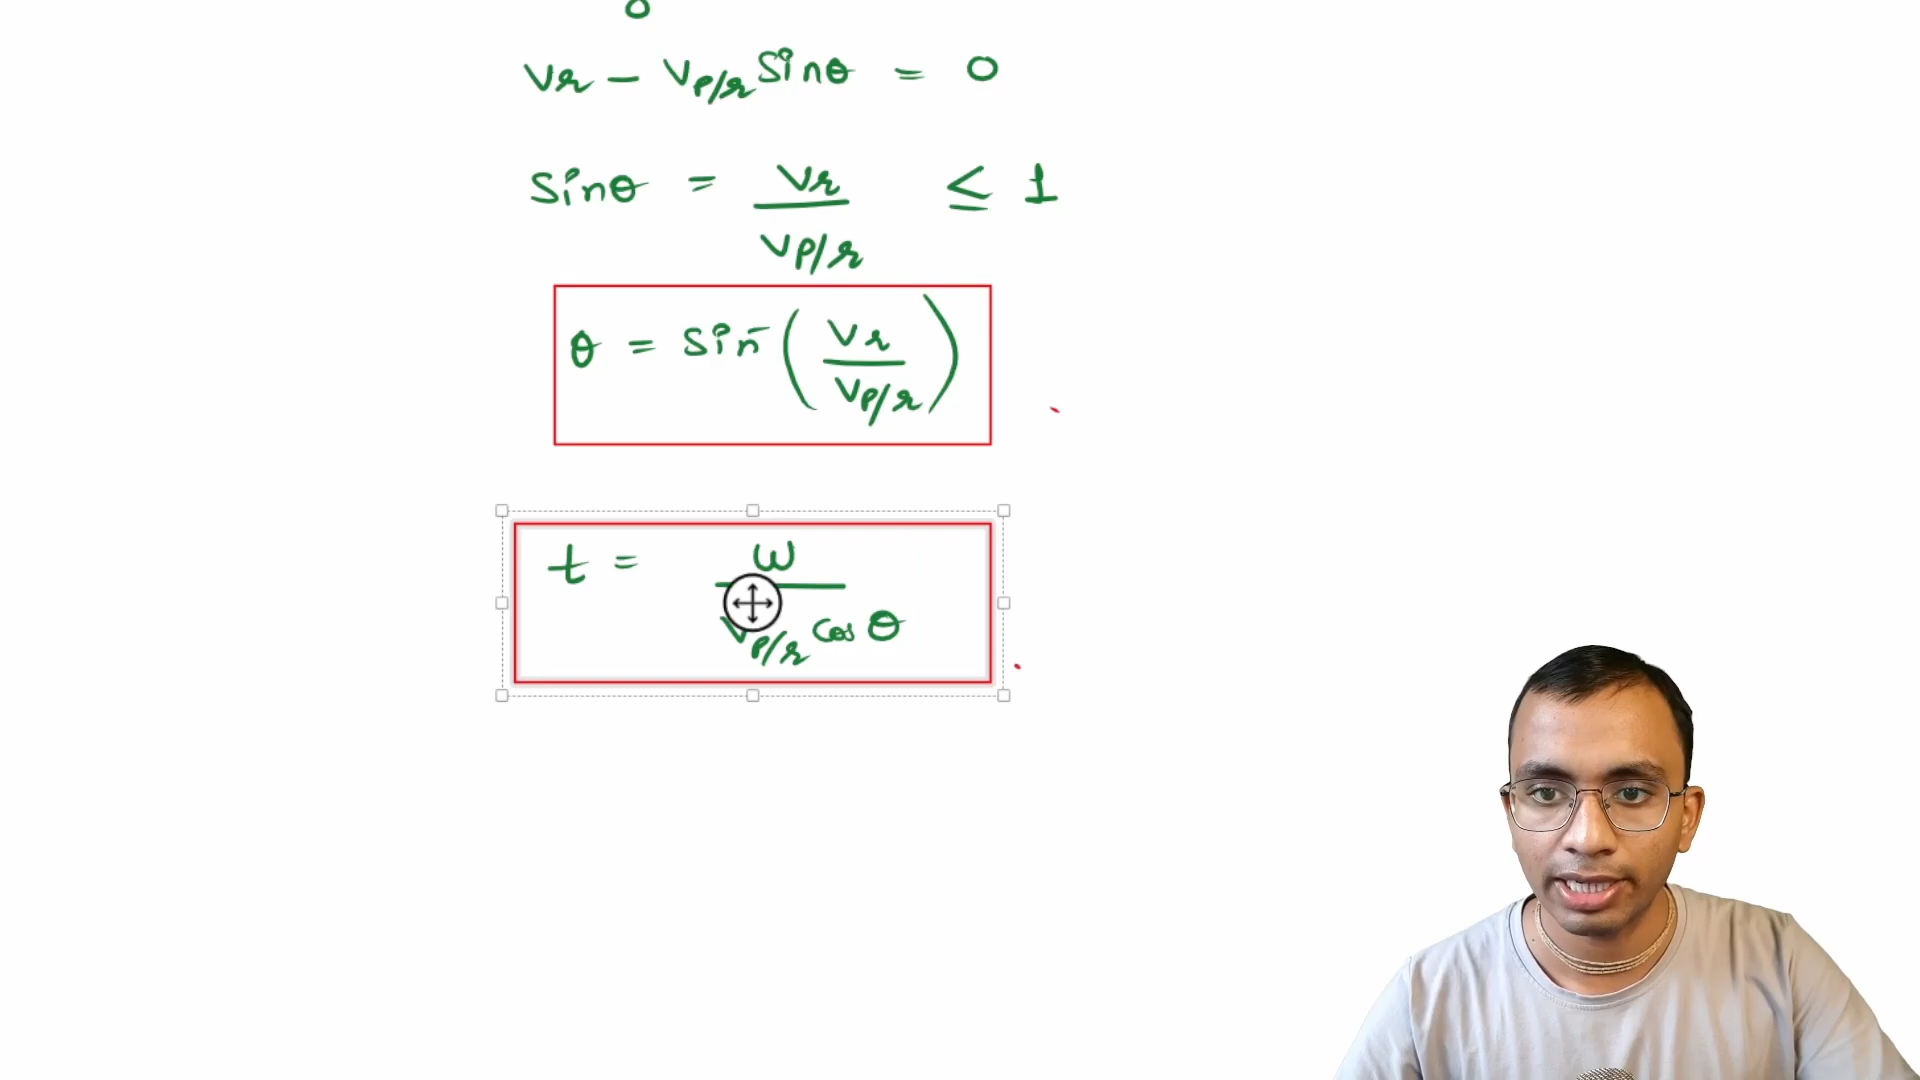 Vr – Vp/r Sinθ = 0
Sinθ = Vr / Vp/r ≤ 1
θ = Sin⁻ (Vr / Vp/r)
t = ω / Vp/r Cos θ